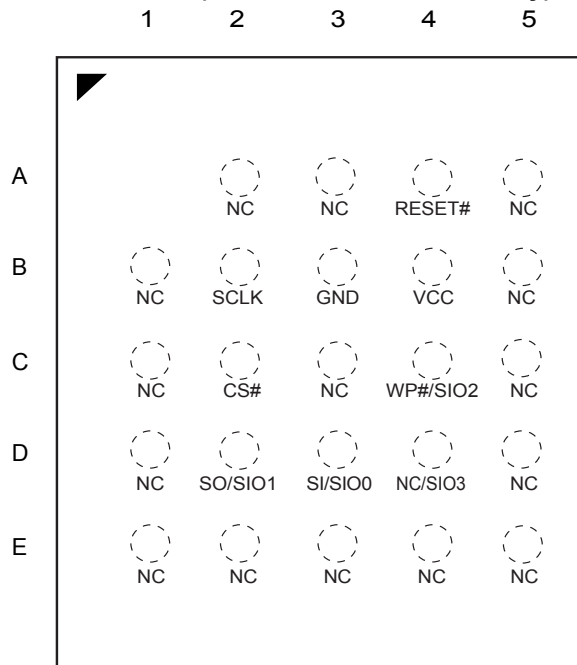 1 2 3 4 5
A
NC NC RESET# NC
B
NC SCLK GND VCC NC
C
NC CS# NC WP#/SIO2 NC
D
NC SO/SIO1 SI/SIO0 NC/SIO3 NC
E
NC NC NC NC NC